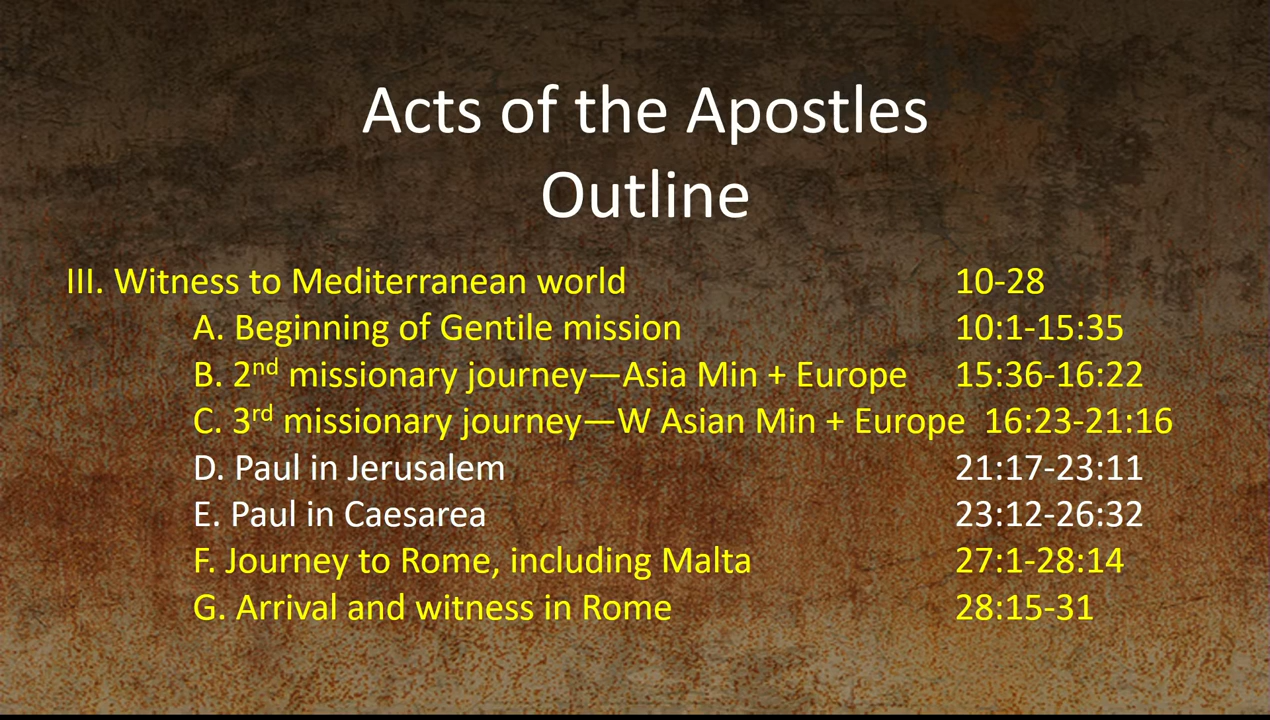 Acts of the Apostles
Outline
III. Witness to Mediterranean world 10-28
A. Beginning of Gentile mission 10:1-15:35
B. 2nd missionary journey—Asia Min + Europe 15:36-16:22
C. 3rd missionary journey—W Asian Min + Europe 16:23-21:16
D. Paul in Jerusalem 21:17-23:11
E. Paul in Caesarea 23:12-26:32
F. Journey to Rome, including Malta 27:1-28:14
G. Arrival and witness in Rome 28:15-31